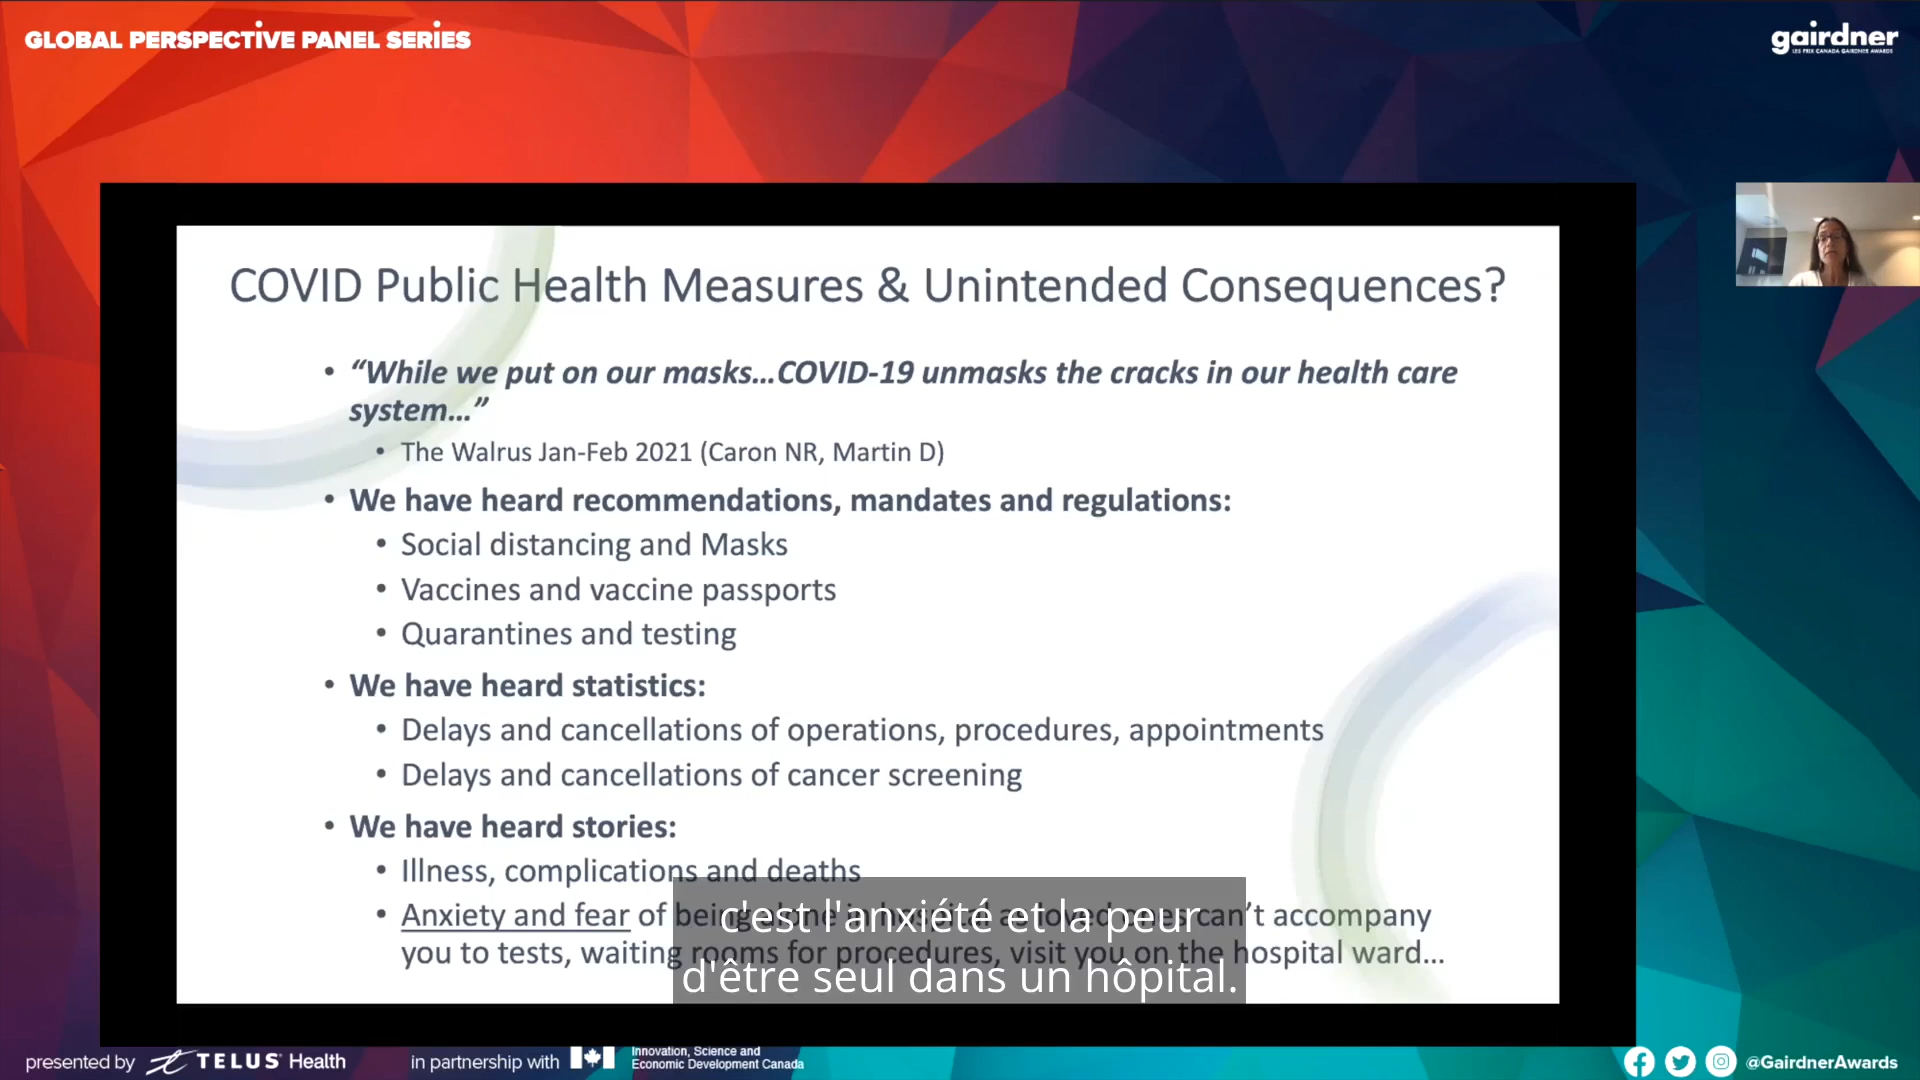 GLOBAL PERSPECTIVE PANEL SERIES
gairdner
LES PRIX CANADA GAIRDNER AWARDS
COVID Public Health Measures & Unintended Consequences?
• “While we put on our masks...COVID-19 unmasks the cracks in our health care
system...”
• The Walrus Jan-Feb 2021 (Caron NR, Martin D)
• We have heard recommendations, mandates and regulations:
• Social distancing and Masks
• Vaccines and vaccine passports
• Quarantines and testing
• We have heard statistics:
• Delays and cancellations of operations, procedures, appointments
• Delays and cancellations of cancer screening
• We have heard stories:
• Illness, complications and deaths
• Anxiety and fear of being alone in hospital as loved ones can’t accompany
you to tests, waiting rooms for procedures, visit you on the hospital ward...
c'est l'anxiété et la peur
d'être seul dans un hôpital.
presented by TELUS Health
in partnership with
Innovation, Science and
Economic Development Canada
@GairdnerAwards